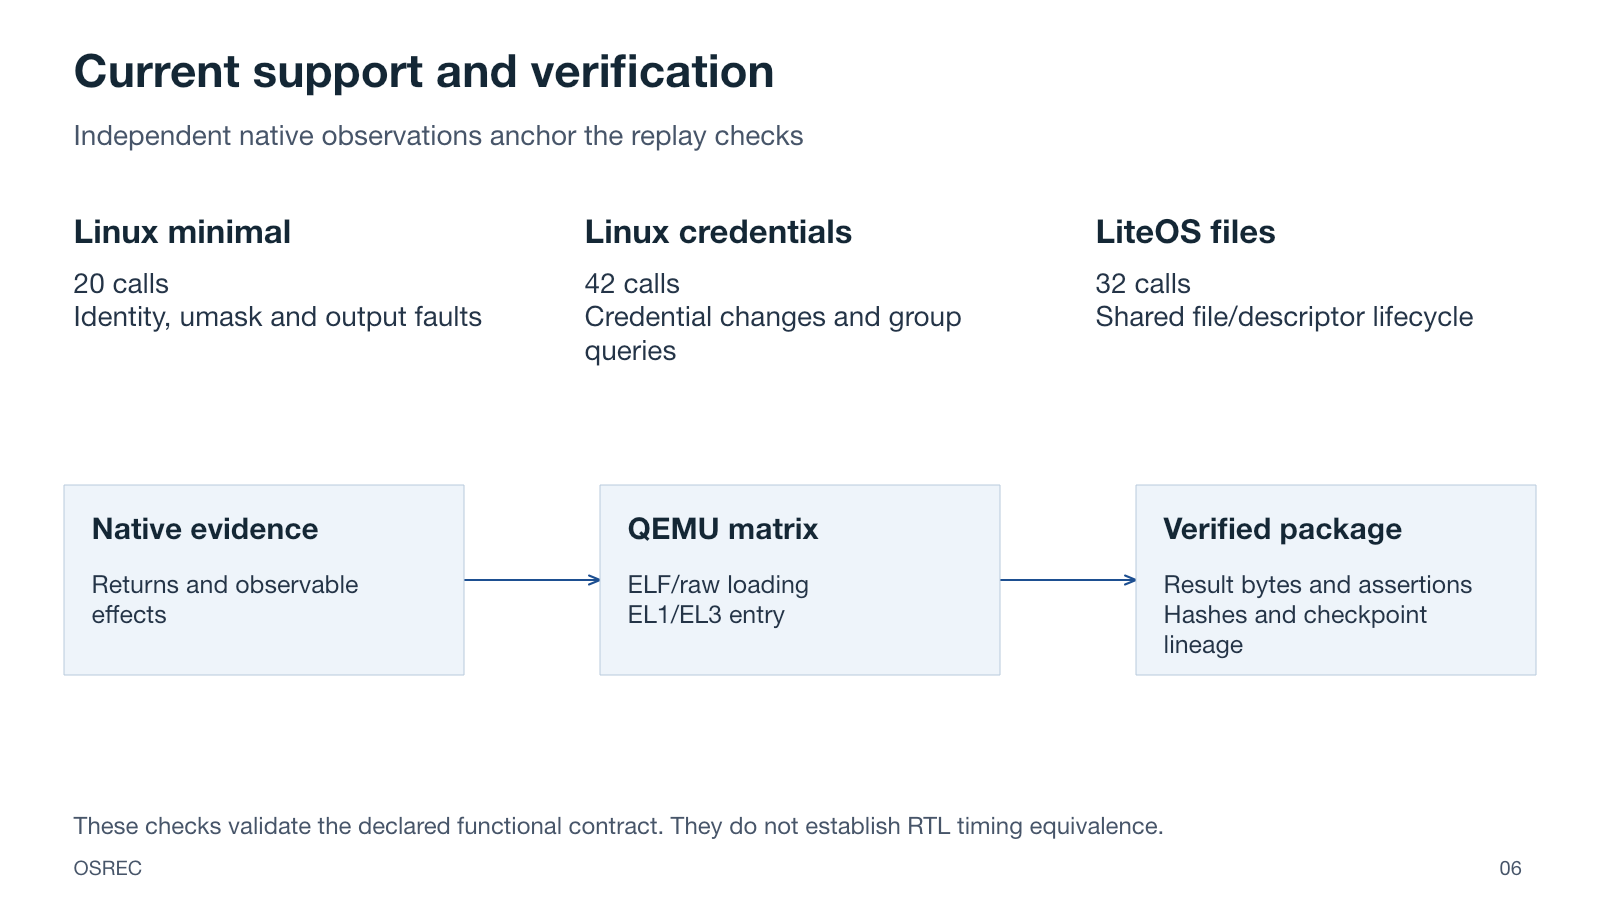 Current support and verification
Independent native observations anchor the replay checks
Linux minimal
20 calls
Identity, umask and output faults
Linux credentials
42 calls
Credential changes and group
queries
LiteOS files
32 calls
Shared file/descriptor lifecycle
Native evidence
Returns and observable
effects
QEMU matrix
ELF/raw loading
EL1/EL3 entry
Verified package
Result bytes and assertions
Hashes and checkpoint
lineage
These checks validate the declared functional contract. They do not establish RTL timing equivalence.
OSREC
06